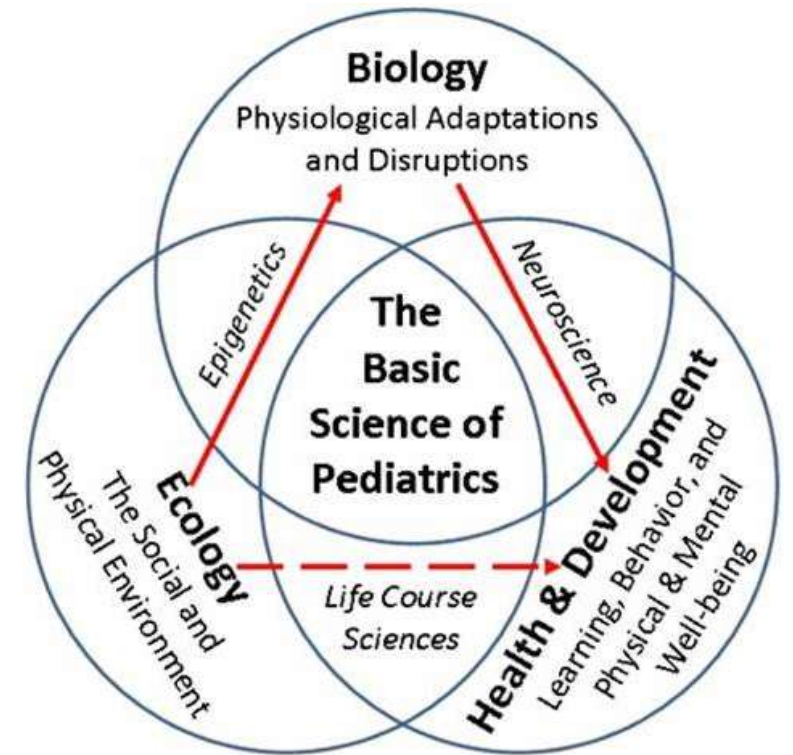 Biology
Physiological Adaptations
and Disruptions
Epigenetics
Neuroscience
The
Basic
Science of
Pediatrics
Ecology
The Social and
Physical Environment
Life Course
Sciences
Health & Development
Learning, Behavior, and
Physical & Mental
Well-being